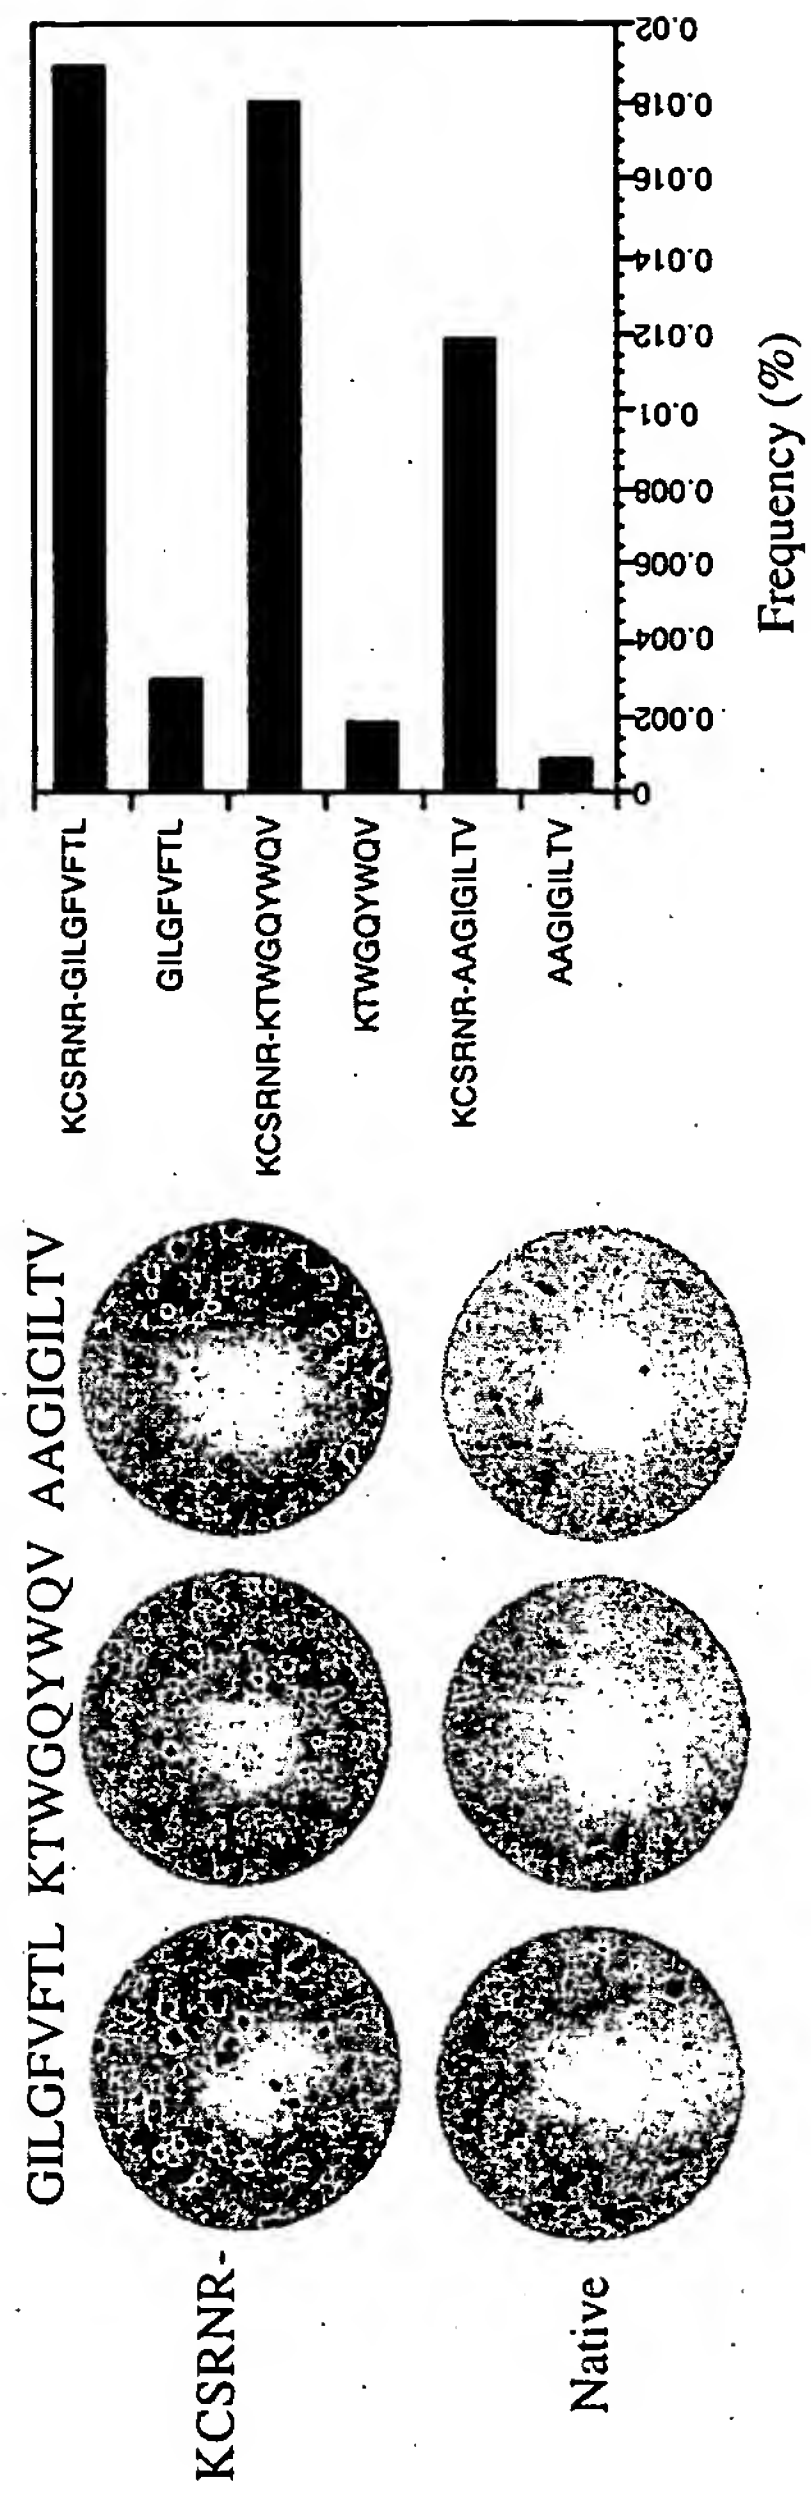 GILGFVFTL KTWGQYWQV AAGIGILTV
KCSRNR-
Native
KCSRNR-GILGFVFTL
GILGFVFTL
KCSRNR-KTWGQYWQV
KTWGQYWQV
KCSRNR-AAGIGILTV
AAGIGILTV
0
0.002
0.004
0.006
0.008
0.01
0.012
0.014
0.016
0.018
0.02
Frequency (%)